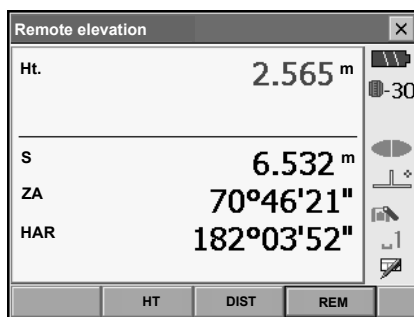 Remote elevation
Ht. 2.565 m
-30
S 6.532 m
ZA 70°46'21"
HAR 182°03'52"
1
HT DIST REM